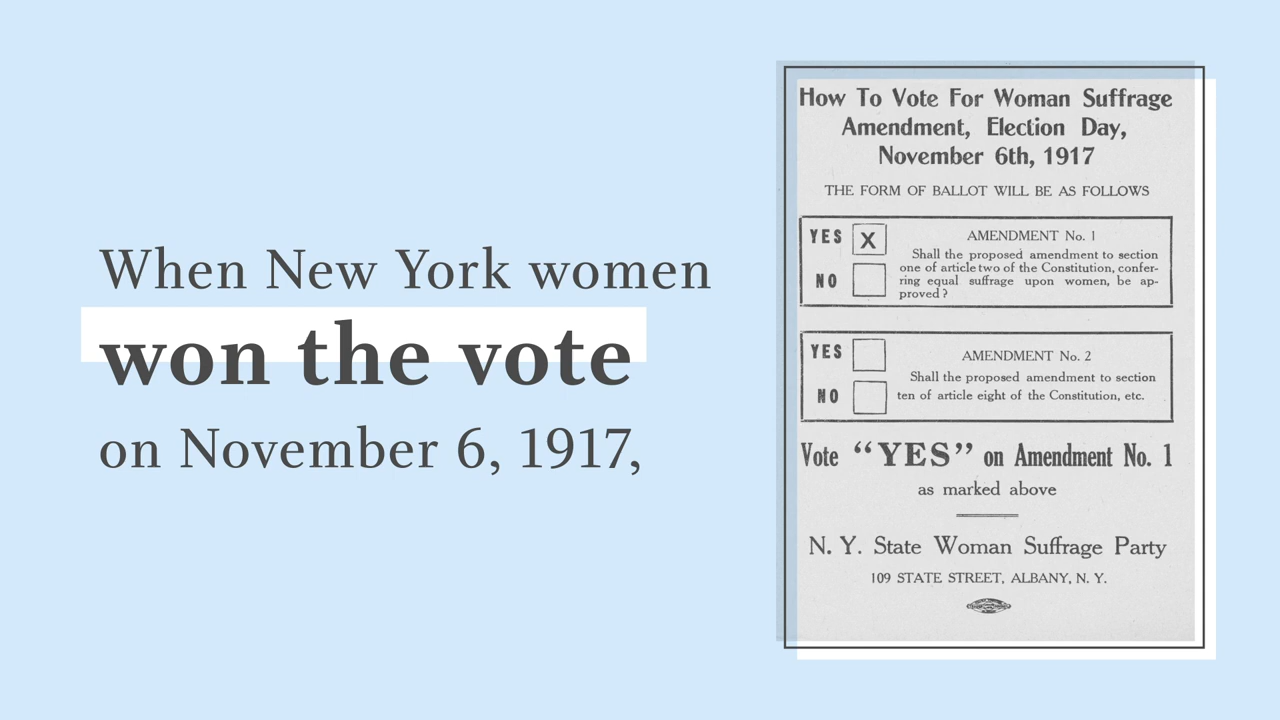 When New York women
won the vote
on November 6, 1917,
How To Vote For Woman Suffrage
Amendment, Election Day,
November 6th, 1917
THE FORM OF BALLOT WILL BE AS FOLLOWS
YES X
NO
AMENDMENT No. 1
Shall the proposed amendment to section
one of article two of the Constitution, confer-
ring equal suffrage upon women, be ap-
proved?
YES
NO
AMENDMENT No. 2
Shall the proposed amendment to section
ten of article eight of the Constitution, etc.
Vote “YES” on Amendment No. 1
as marked above
N. Y. State Woman Suffrage Party
109 STATE STREET, ALBANY, N. Y.